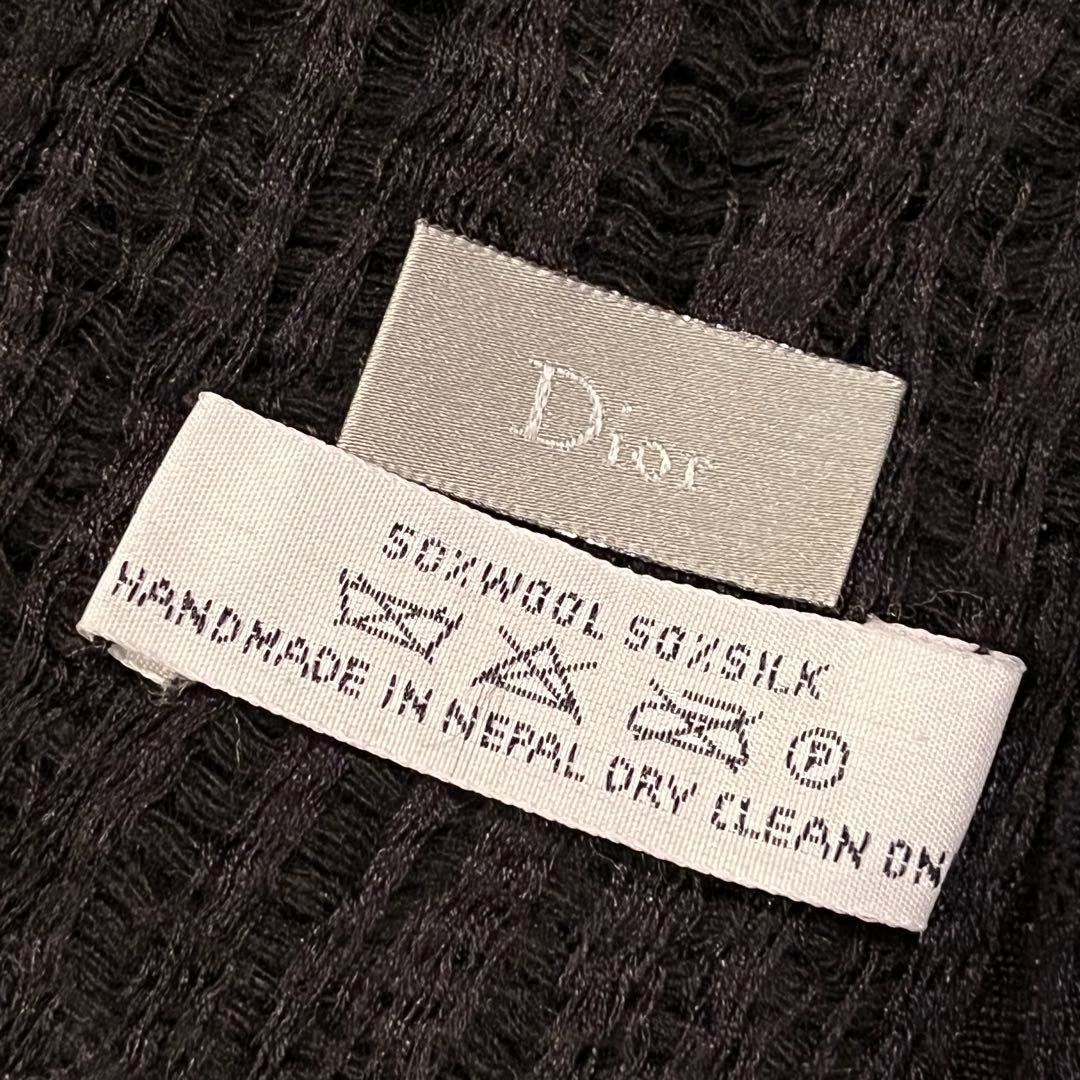 Dior
50%WOOL 50%SILK
P
HANDMADE IN NEPAL DRY CLEAN ON